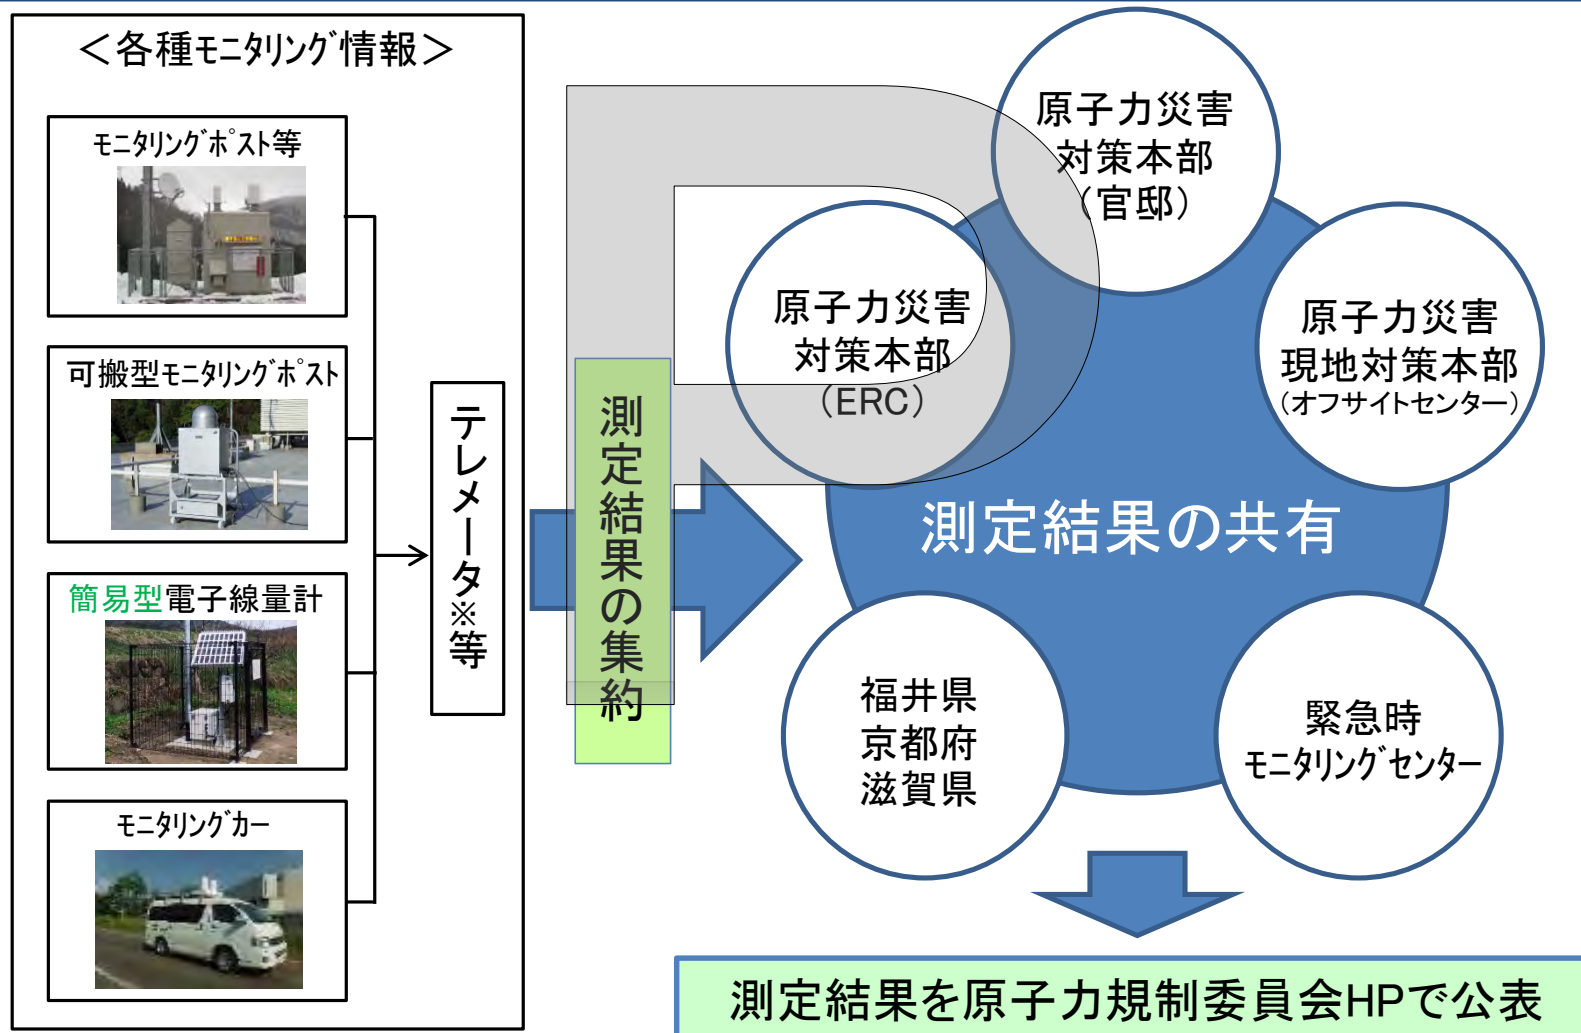 ＜各種ﾓﾆﾀﾘﾝｸﾞ情報＞
ﾓﾆﾀﾘﾝｸﾞﾎﾟｽﾄ等
可搬型ﾓﾆﾀﾘﾝｸﾞﾎﾟｽﾄ
簡易型電子線量計
ﾓﾆﾀﾘﾝｸﾞｶｰ
テレメータ※等
測定結果の集約
原子力災害
対策本部
（官邸）
原子力災害
対策本部
（ERC）
原子力災害
現地対策本部
（オフサイトセンター）
測定結果の共有
福井県
京都府
滋賀県
緊急時
ﾓﾆﾀﾘﾝｸﾞｾﾝﾀｰ
測定結果を原子力規制委員会HPで公表